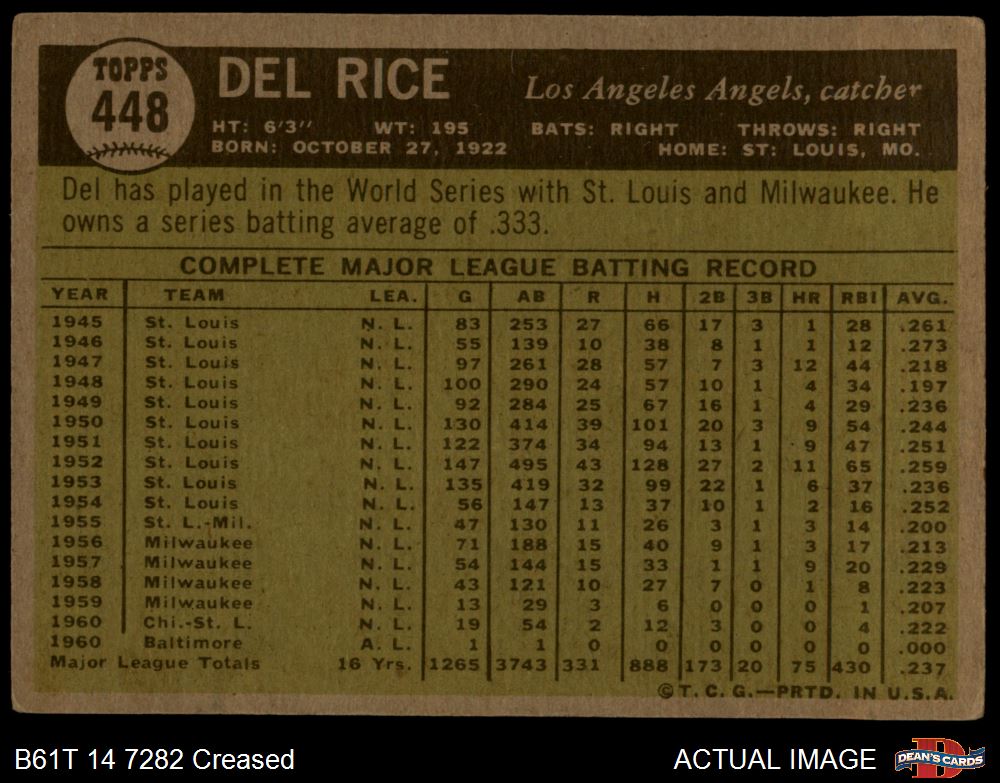 TOPPS
448
DEL RICE
Los Angeles Angels, catcher
HT: 6'3" WT: 195 BATS: RIGHT THROWS: RIGHT
BORN: OCTOBER 27, 1922 HOME: ST: LOUIS, MO.
Del has played in the World Series with St. Louis and Milwaukee. He
owns a series batting average of .333.
COMPLETE MAJOR LEAGUE BATTING RECORD
YEAR TEAM LEA. G AB R H 2B 3B HR RBI AVG.
1945 St. Louis N. L. 83 253 27 66 17 3 1 28 .261
1946 St. Louis N. L. 55 139 10 38 8 1 1 12 .273
1947 St. Louis N. L. 97 261 28 57 7 3 12 44 .218
1948 St. Louis N. L. 100 290 24 57 10 1 4 34 .197
1949 St. Louis N. L. 92 284 25 67 16 1 4 29 .236
1950 St. Louis N. L. 130 414 39 101 20 3 9 54 .244
1951 St. Louis N. L. 122 374 34 94 13 1 9 47 .251
1952 St. Louis N. L. 147 495 43 128 27 2 11 65 .259
1953 St. Louis N. L. 135 419 32 99 22 1 6 37 .236
1954 St. Louis N. L. 56 147 13 37 10 1 2 16 .252
1955 St. L.-Mil. N. L. 47 130 11 26 3 1 3 14 .200
1956 Milwaukee N. L. 71 188 15 40 9 1 3 17 .213
1957 Milwaukee N. L. 54 144 15 33 1 1 9 20 .229
1958 Milwaukee N. L. 43 121 10 27 7 0 1 8 .223
1959 Milwaukee N. L. 13 29 3 6 0 0 0 1 .207
1960 Chi.-St. L. N. L. 19 54 2 12 3 0 0 4 .222
1960 Baltimore A. L. 1 1 0 0 0 0 0 0 .000
Major League Totals 16 Yrs. 1265 3743 331 888 173 20 75 430 .237
© T. C. G.—PRTD. IN U.S.A.
B61T 14 7282 Creased ACTUAL IMAGE
D
DEAN'S CARDS